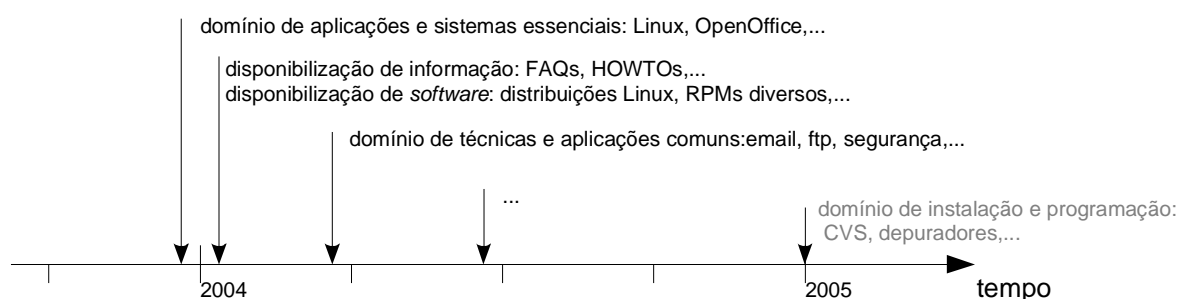 domínio de aplicações e sistemas essenciais: Linux, OpenOffice,...
disponibilização de informação: FAQs, HOWTOs,...
disponibilização de software: distribuições Linux, RPMs diversos,...
domínio de técnicas e aplicações comuns:email, ftp, segurança,...
...
domínio de instalação e programação:
CVS, depuradores,...
2004
2005
tempo